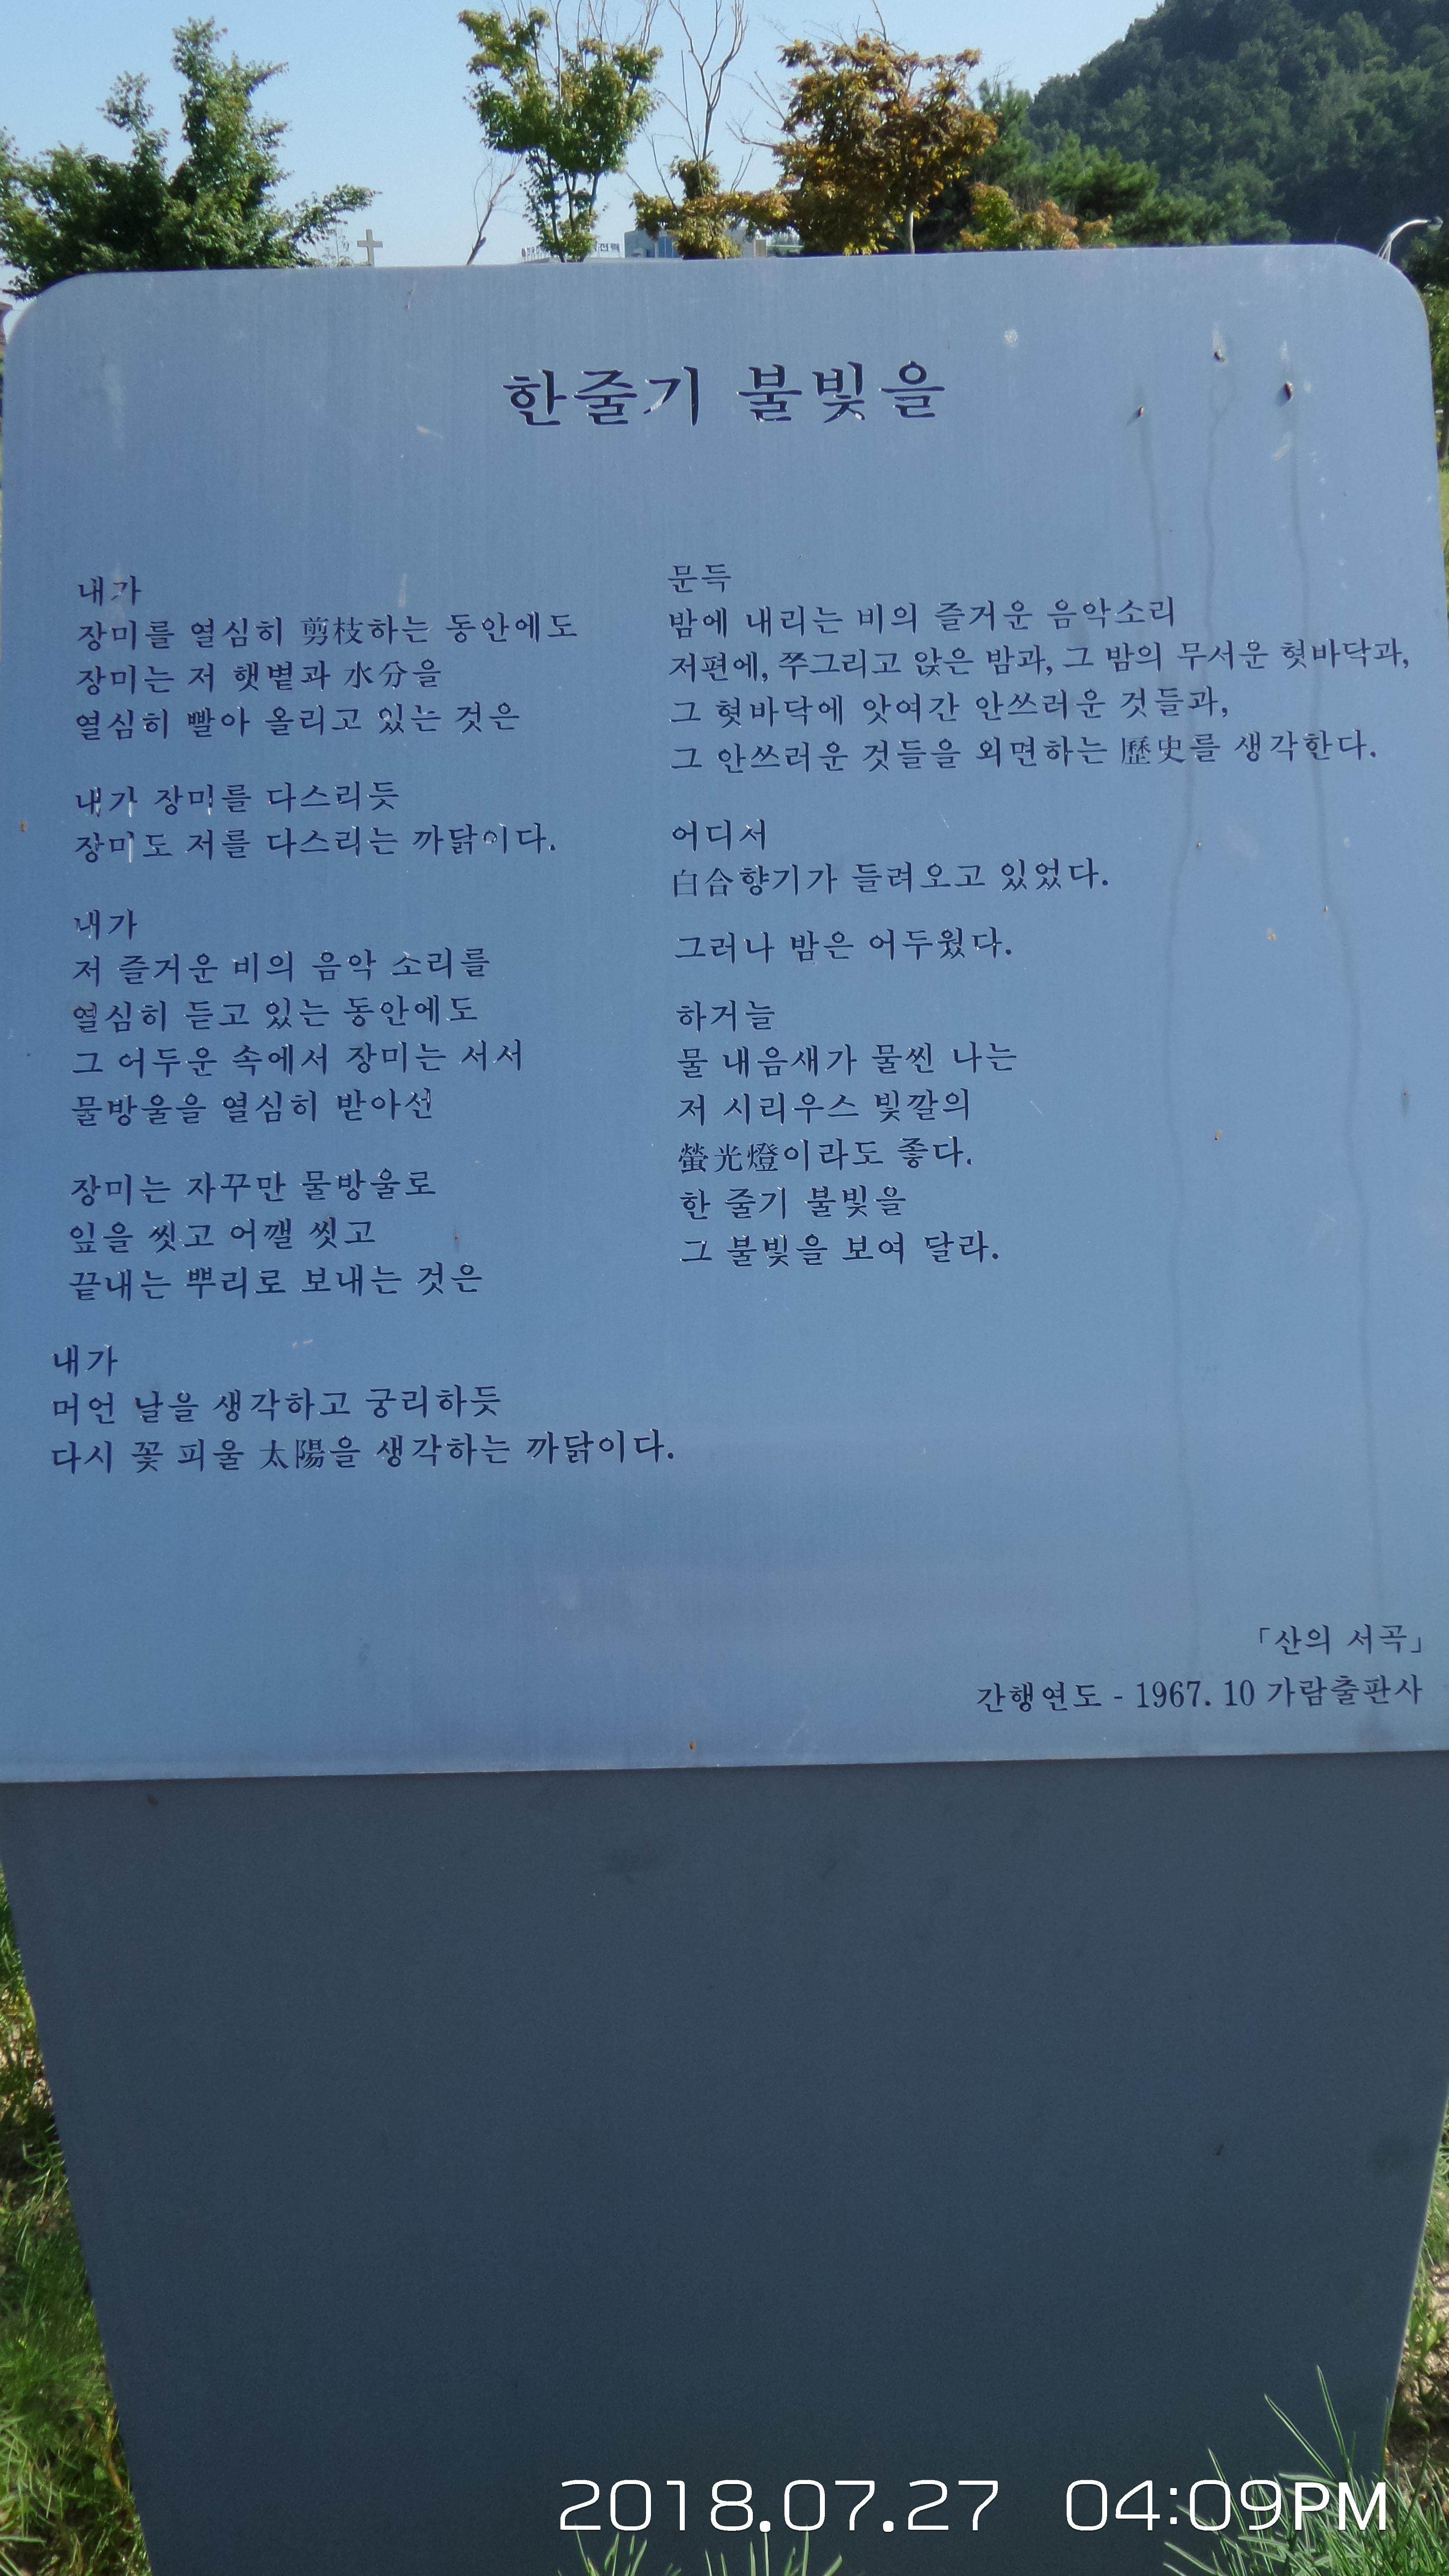 한줄기 불빛을
내가
장미를 열심히 剪枝하는 동안에도
장미는 저 햇볕과 水分을
열심히 빨아 올리고 있는 것은
내가 장미를 다스리듯
장미도 저를 다스리는 까닭이다.
내가
저 즐거운 비의 음악 소리를
열심히 듣고 있는 동안에도
그 어두운 속에서 장미는 서서
물방울을 열심히 받아선
장미는 자꾸만 물방울로
잎을 씻고 어깰 씻고
끝내는 뿌리로 보내는 것은
내가
머언 날을 생각하고 궁리하듯
다시 꽃 피울 太陽을 생각하는 까닭이다.
문득
밤에 내리는 비의 즐거운 음악소리
저편에, 쭈그리고 앉은 밤과, 그 밤의 무서운 혓바닥과,
그 혓바닥에 앗여간 안쓰러운 것들과,
그 안쓰러운 것들을 외면하는 歷史를 생각한다.
어디서
白合향기가 들려오고 있었다.
그러나 밤은 어두웠다.
하거늘
물 내음새가 물씬 나는
저 시리우스 빛깔의
螢光燈이라도 좋다.
한 줄기 불빛을
그 불빛을 보여 달라.
「산의 서곡」
간행연도 - 1967. 10 가람출판사
2018.07.27 04:09PM